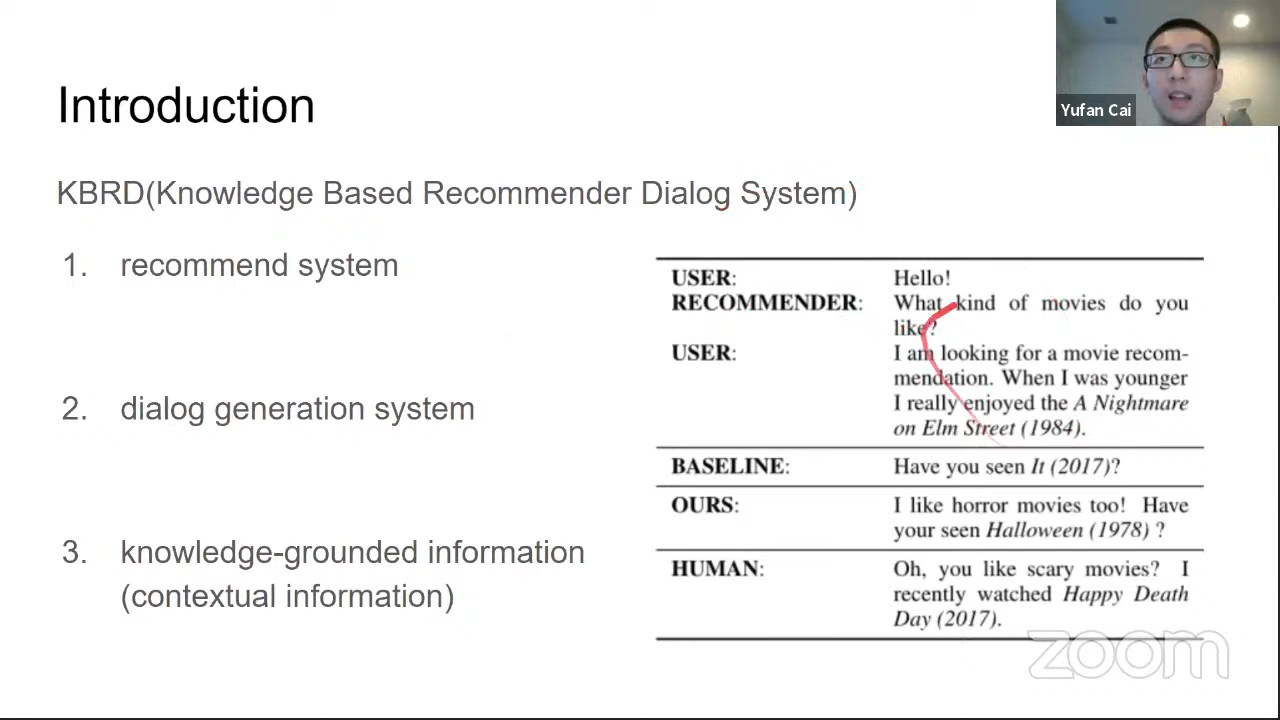 Introduction
Yufan Cai
KBRD(Knowledge Based Recommender Dialog System)
1. recommend system
2. dialog generation system
3. knowledge-grounded information
(contextual information)
USER: Hello!
RECOMMENDER: What kind of movies do you
like?
USER: I am looking for a movie recom-
mendation. When I was younger
I really enjoyed the A Nightmare
on Elm Street (1984).
BASELINE: Have you seen It (2017)?
OURS: I like horror movies too! Have
your seen Halloween (1978) ?
HUMAN: Oh, you like scary movies? I
recently watched Happy Death
Day (2017).
zoom